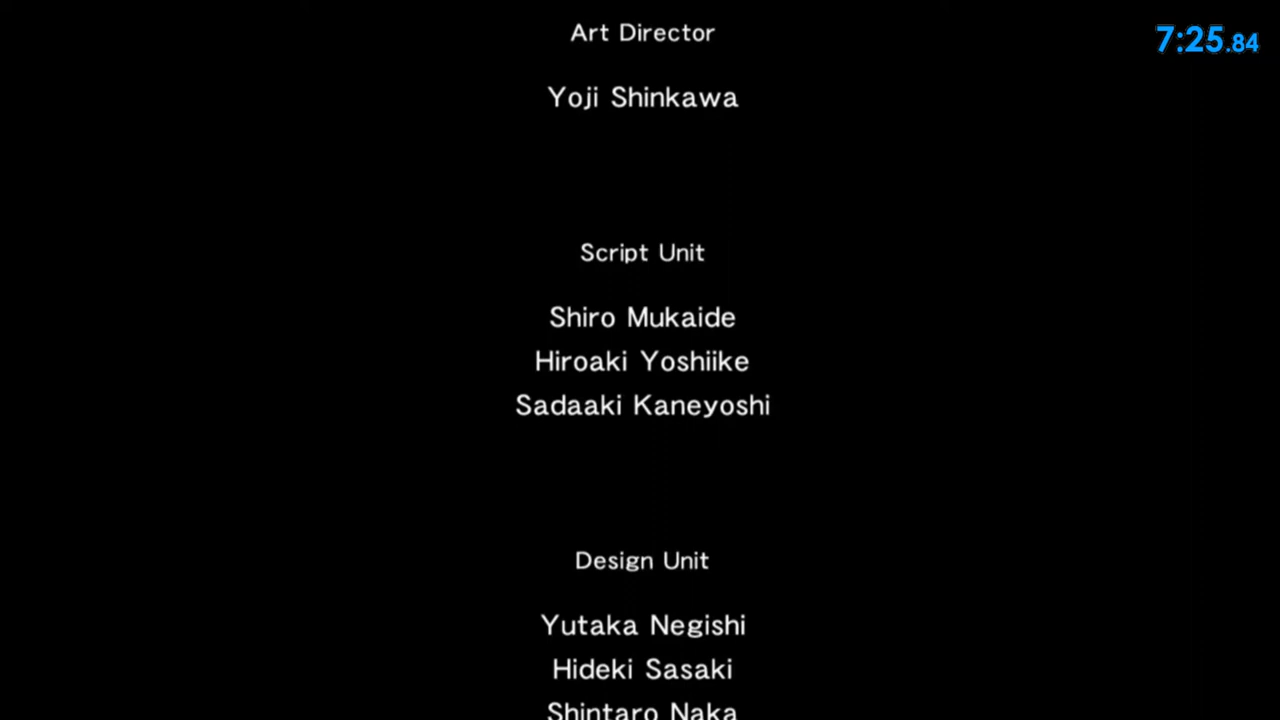 Art Director
7:25.84
Yoji Shinkawa
Script Unit
Shiro Mukaide
Hiroaki Yoshiike
Sadaaki Kaneyoshi
Design Unit
Yutaka Negishi
Hideki Sasaki
Shintaro Naka